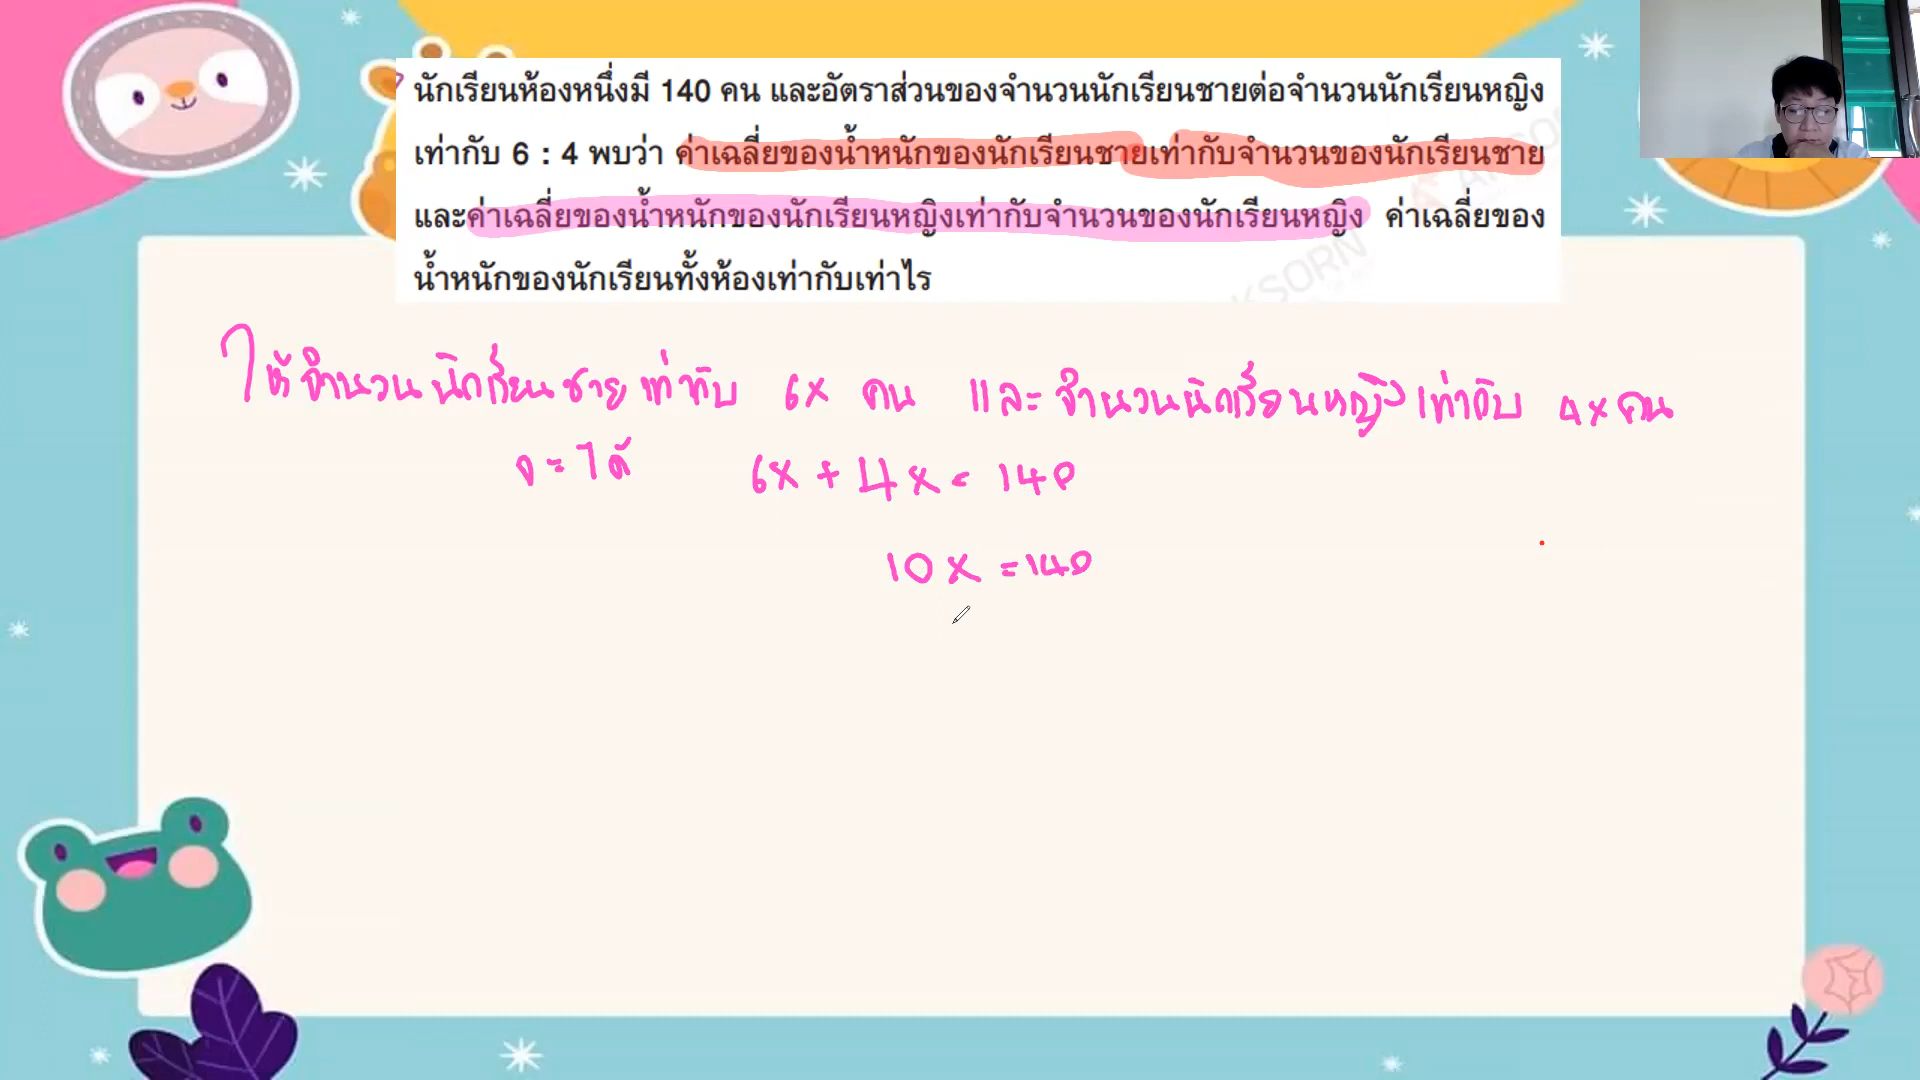 นักเรียนห้องหนึ่งมี 140 คน และอัตราส่วนของจำนวนนักเรียนชายต่อจำนวนนักเรียนหญิง
เท่ากับ 6 : 4 พบว่า ค่าเฉลี่ยของน้ำหนักของนักเรียนชายเท่ากับจำนวนของนักเรียนชาย
และค่าเฉลี่ยของน้ำหนักของนักเรียนหญิงเท่ากับจำนวนของนักเรียนหญิง ค่าเฉลี่ยของ
น้ำหนักของนักเรียนทั้งห้องเท่ากับเท่าไร
ให้จำนวนนักเรียนชายเท่ากับ 6x คน และจำนวนนักเรียนหญิงเท่ากับ 4x คน
จะได้ 6x + 4x = 140
10x = 140